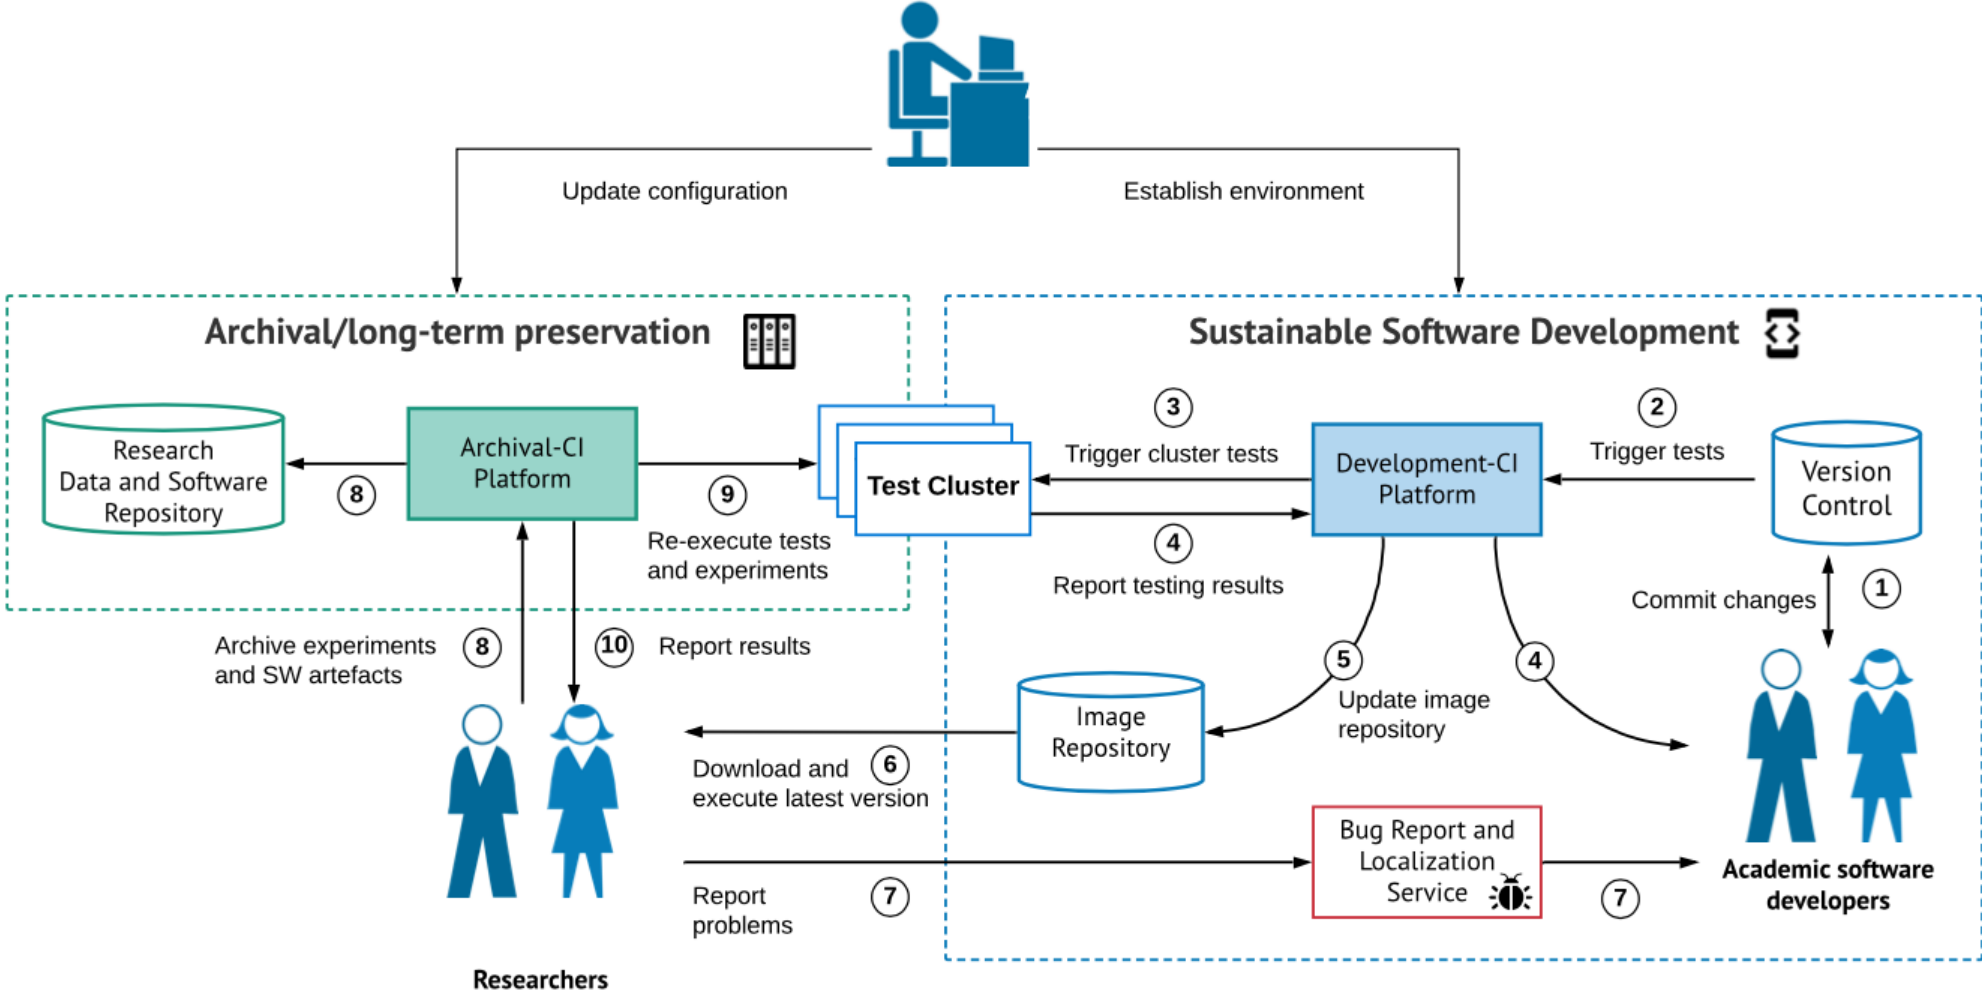 Update configuration
Establish environment
Archival/long-term preservation
Sustainable Software Development
Research
Data and Software
Repository
8
Archival-CI
Platform
9
Re-execute tests
and experiments
Test Cluster
3
Trigger cluster tests
4
Report testing results
Development-CI
Platform
2
Trigger tests
Version
Control
Commit changes
1
Archive experiments
and SW artefacts
8
10
Report results
5
Update image
repository
4
Image
Repository
Download and
execute latest version
6
Report
problems
7
Bug Report and
Localization
Service
7
Academic software
developers
Researchers